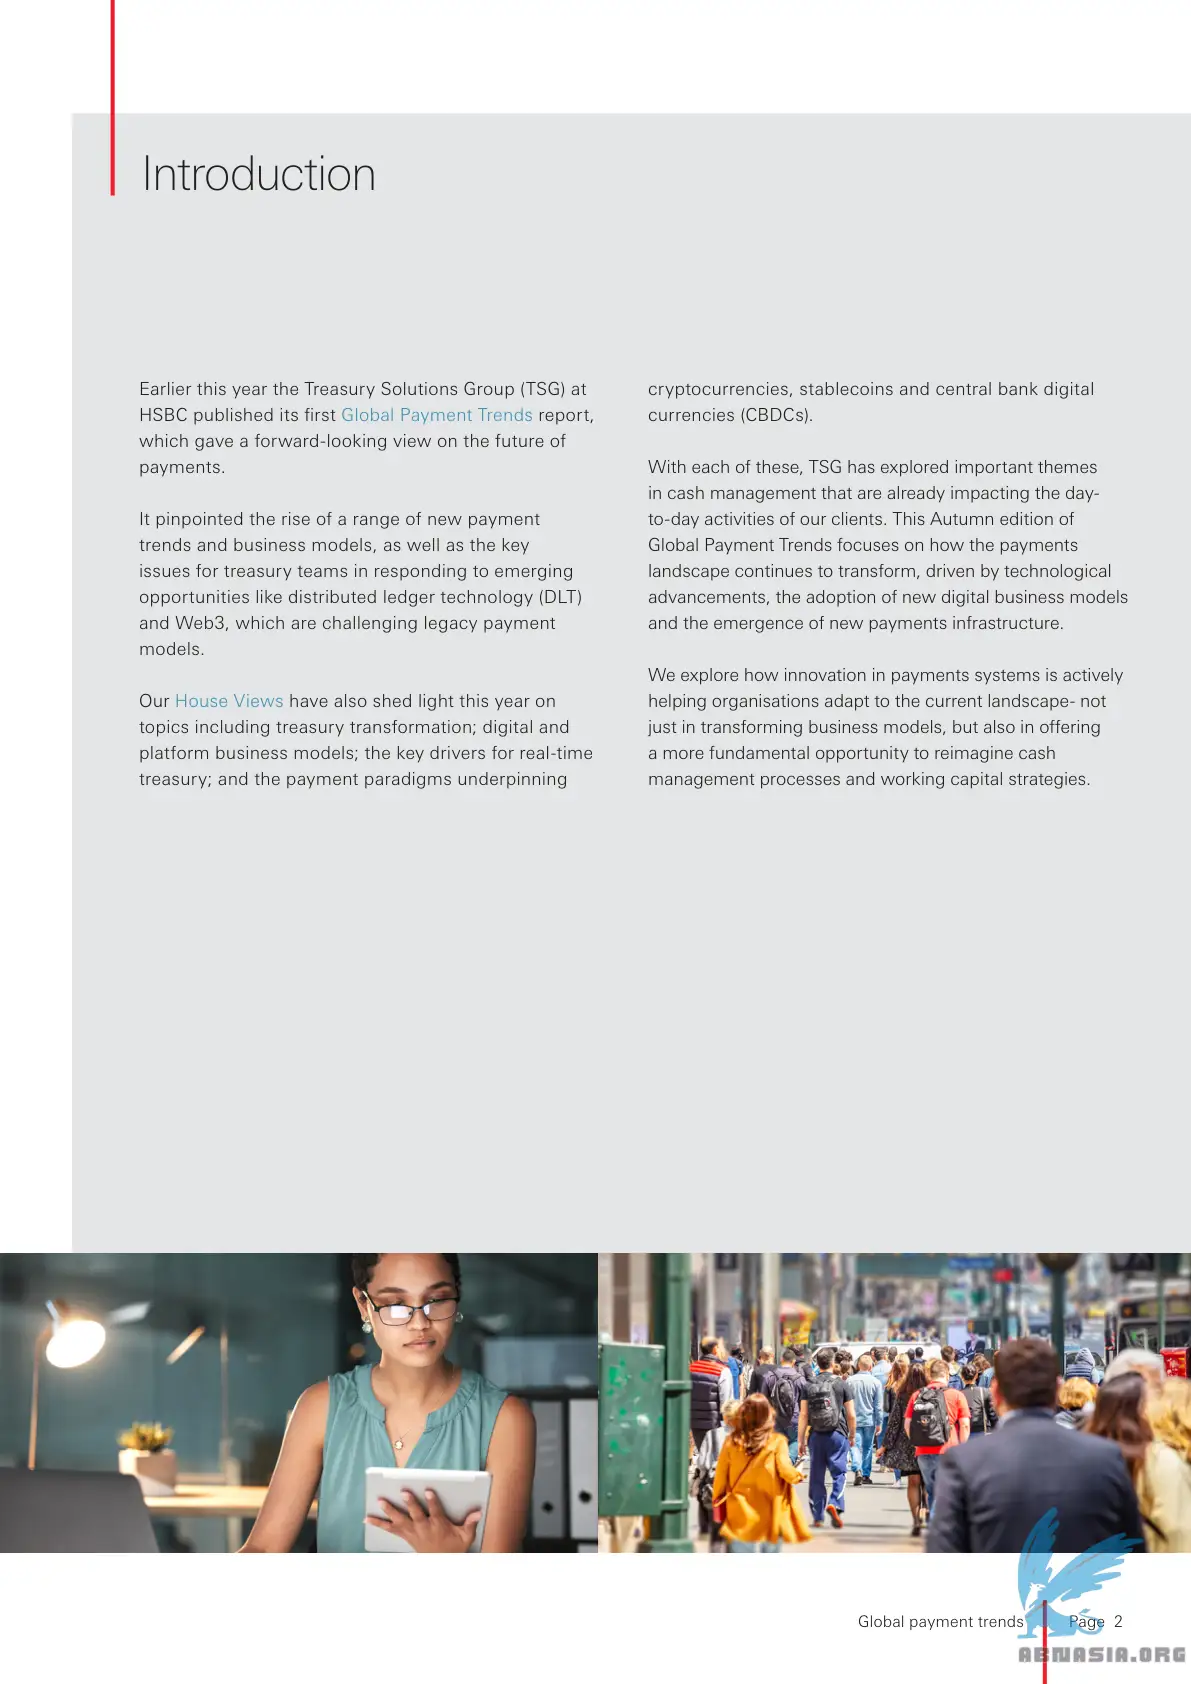 Introduction
Earlier this year the Treasury Solutions Group (TSG) at
HSBC published its first Global Payment Trends report,
which gave a forward-looking view on the future of
payments.
It pinpointed the rise of a range of new payment
trends and business models, as well as the key
issues for treasury teams in responding to emerging
opportunities like distributed ledger technology (DLT)
and Web3, which are challenging legacy payment
models.
Our House Views have also shed light this year on
topics including treasury transformation; digital and
platform business models; the key drivers for real-time
treasury; and the payment paradigms underpinning
cryptocurrencies, stablecoins and central bank digital
currencies (CBDCs).
With each of these, TSG has explored important themes
in cash management that are already impacting the day-
to-day activities of our clients. This Autumn edition of
Global Payment Trends focuses on how the payments
landscape continues to transform, driven by technological
advancements, the adoption of new digital business models
and the emergence of new payments infrastructure.
We explore how innovation in payments systems is actively
helping organisations adapt to the current landscape- not
just in transforming business models, but also in offering
a more fundamental opportunity to reimagine cash
management processes and working capital strategies.
Global payment trends
Page 2
ABNASIA.ORG